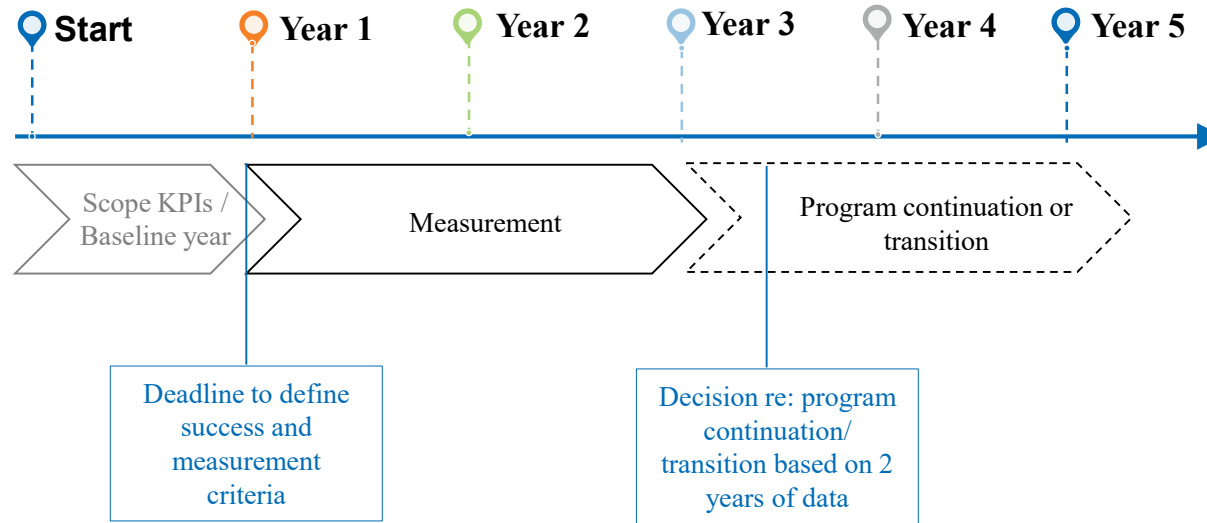 Start
Year 1
Year 2
Year 3
Year 4
Year 5
Scope KPIs /
Baseline year
Measurement
Program continuation or
transition
Deadline to define
success and
measurement
criteria
Decision re: program
continuation/
transition based on 2
years of data